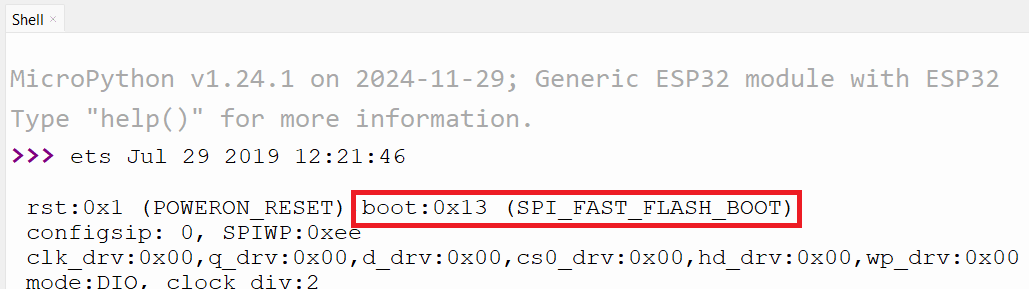 Shell ×
MicroPython v1.24.1 on 2024-11-29; Generic ESP32 module with ESP32
Type "help()" for more information.
>>> ets Jul 29 2019 12:21:46
rst:0x1 (POWERON_RESET) boot:0x13 (SPI_FAST_FLASH_BOOT)
configsip: 0, SPIWP:0xee
clk_drv:0x00,q_drv:0x00,d_drv:0x00,cs0_drv:0x00,hd_drv:0x00,wp_drv:0x00
mode:DIO, clock div:2